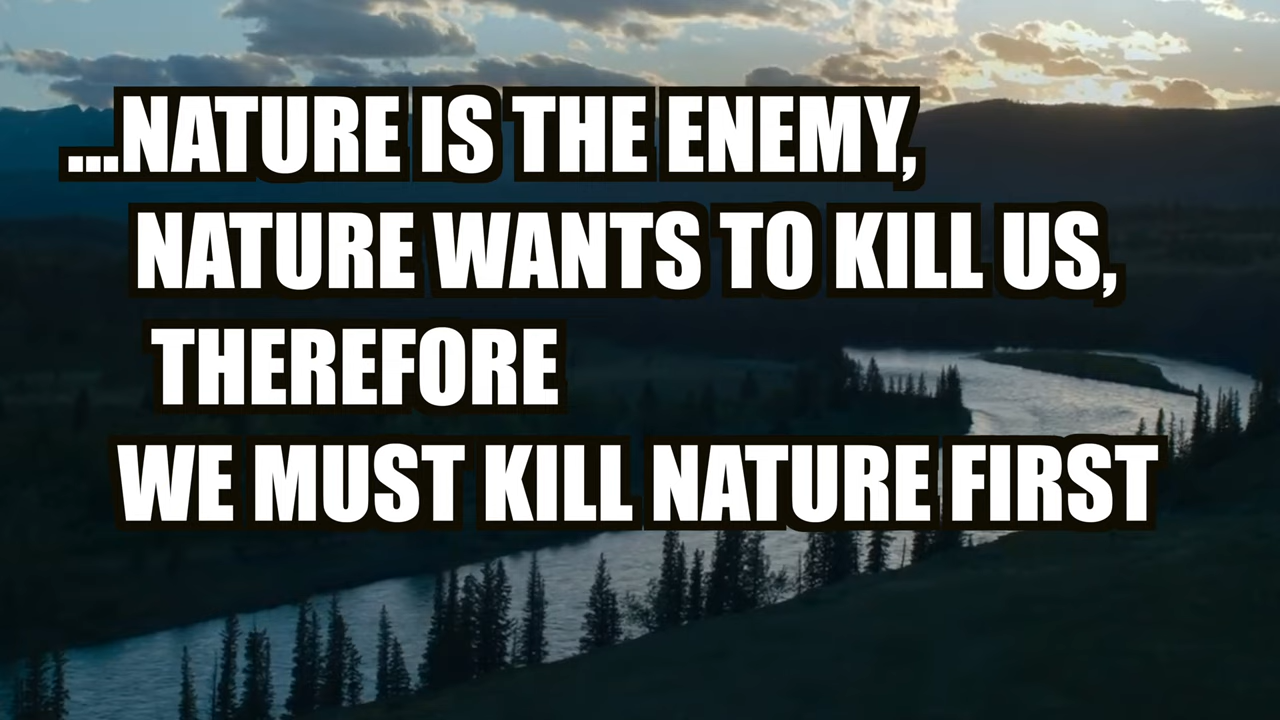 ...NATURE IS THE ENEMY,
NATURE WANTS TO KILL US,
THEREFORE
WE MUST KILL NATURE FIRST